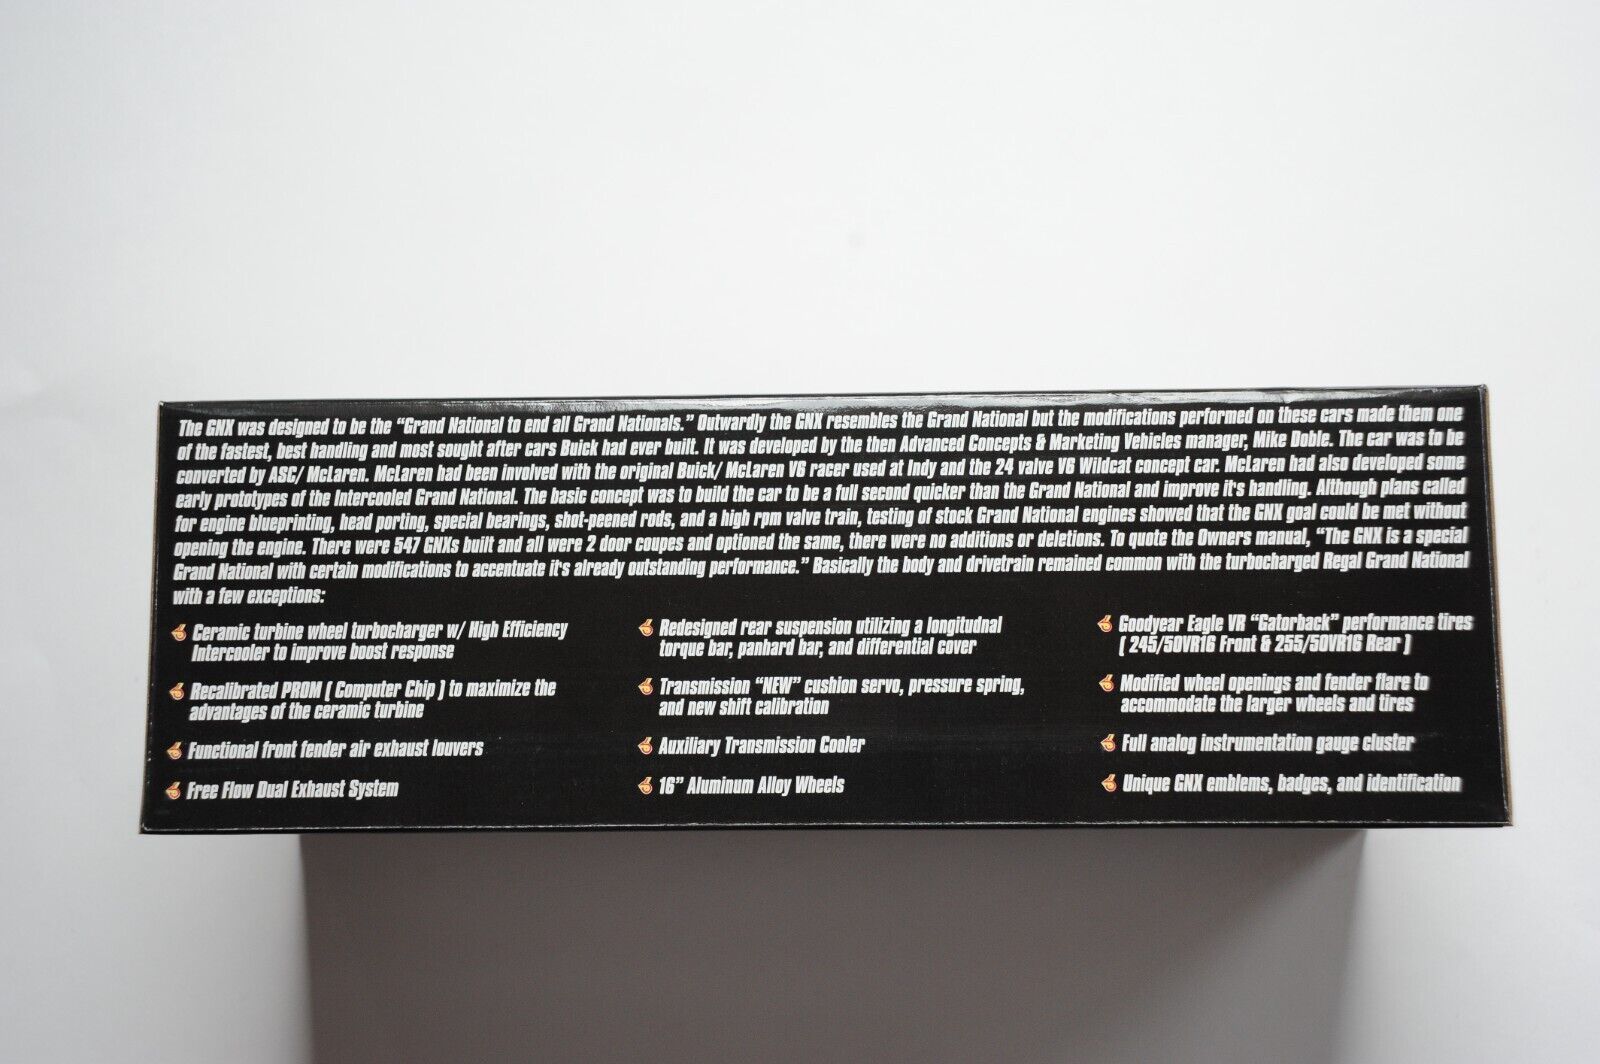 The GNX was designed to be the “Grand National to end all Grand Nationals.” Outwardly the GNX resembles the Grand National but the modifications performed on these cars made them one
of the fastest, best handling and most sought after cars Buick had ever built. It was developed by the then Advanced Concepts & Marketing Vehicles manager, Mike Doble. The car was to be
converted by ASC/ McLaren. McLaren had been involved with the original Buick/ McLaren V6 racer used at Indy and the 24 valve V6 Wildcat concept car. McLaren had also developed some
early prototypes of the Intercooled Grand National. The basic concept was to build the car to be a full second quicker than the Grand National and improve it's handling. Although plans called
for engine blueprinting, head porting, special bearings, shot-peened rods, and a high rpm valve train, testing of stock Grand National engines showed that the GNX goal could be met without
opening the engine. There were 547 GNXs built and all were 2 door coupes and optioned the same, there were no additions or deletions. To quote the Owners manual, “The GNX is a special
Grand National with certain modifications to accentuate it's already outstanding performance.” Basically the body and drivetrain remained common with the turbocharged Regal Grand National
with a few exceptions:
Ceramic turbine wheel turbocharger w/ High Efficiency
Intercooler to improve boost response
Recalibrated PROM ( Computer Chip ) to maximize the
advantages of the ceramic turbine
Functional front fender air exhaust louvers
Free Flow Dual Exhaust System
Redesigned rear suspension utilizing a longitudnal
torque bar, panhard bar, and differential cover
Transmission “NEW” cushion servo, pressure spring,
and new shift calibration
Auxiliary Transmission Cooler
16” Aluminum Alloy Wheels
Goodyear Eagle VR “Gatorback” performance tires
( 245/50VR16 Front & 255/50VR16 Rear )
Modified wheel openings and fender flare to
accommodate the larger wheels and tires
Full analog instrumentation gauge cluster
Unique GNX emblems, badges, and identification